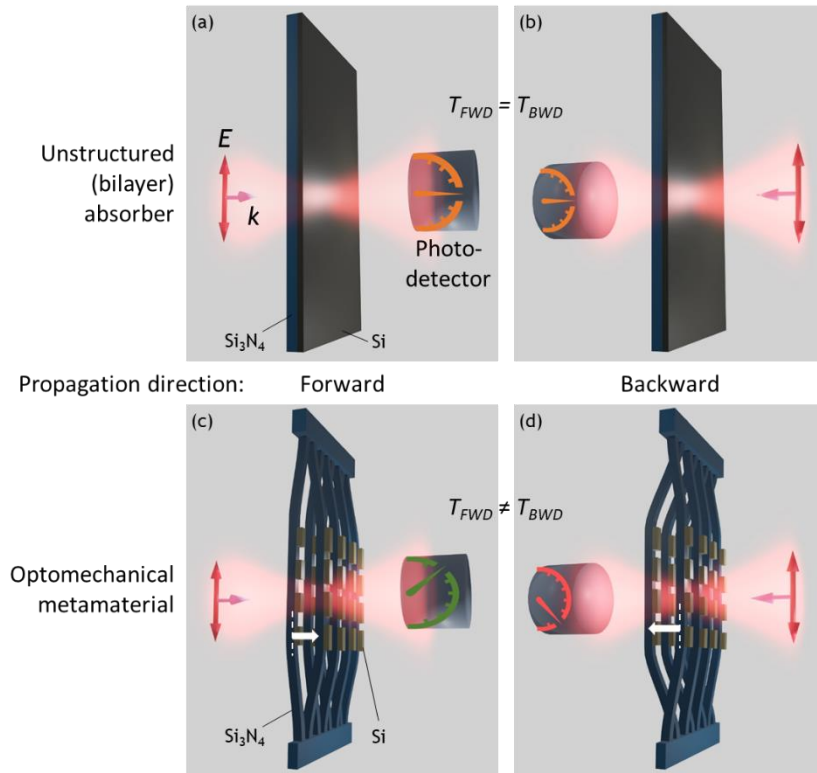 (a)
(b)
T_FWD = T_BWD
Unstructured
(bilayer)
absorber
E
k
Photo-
detector
Si₃N₄
Si
Propagation direction:
Forward
Backward
(c)
(d)
T_FWD ≠ T_BWD
Optomechanical
metamaterial
Si₃N₄
Si